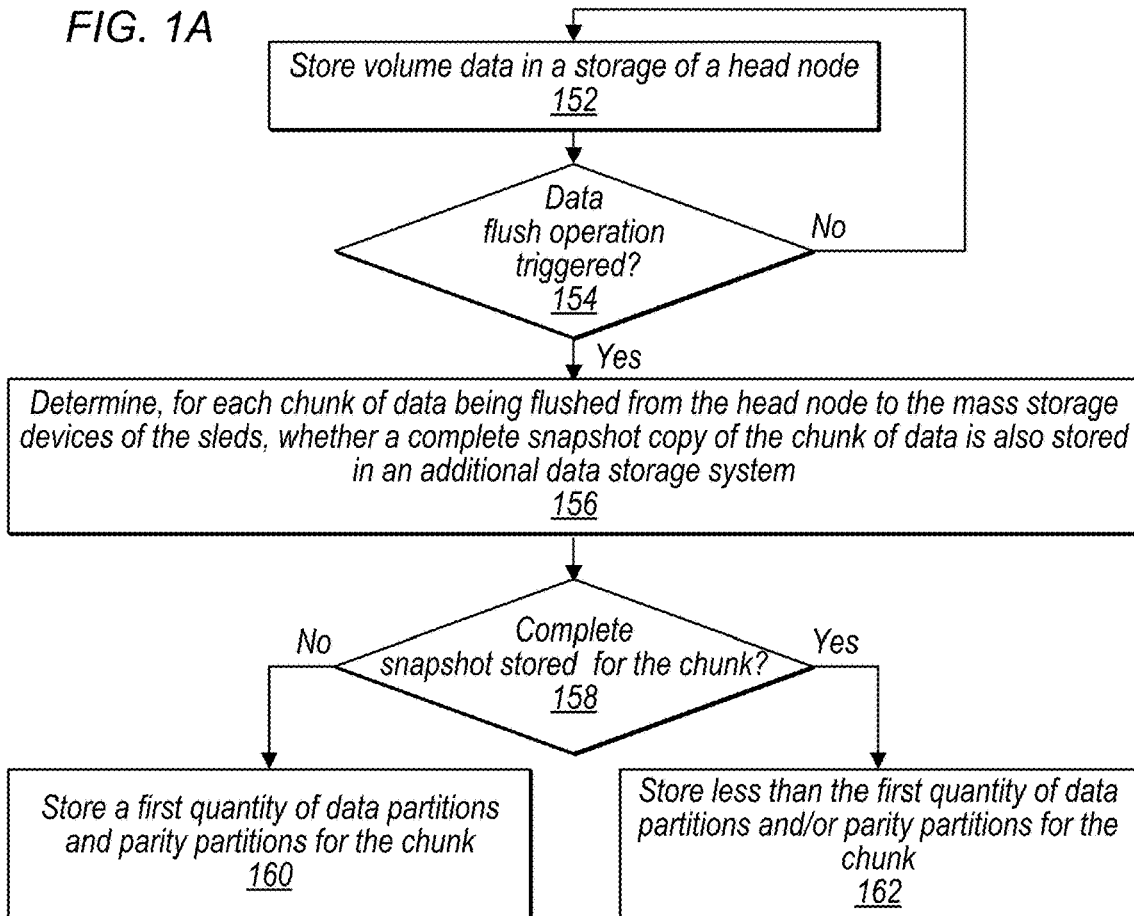 FIG. 1A
Store volume data in a storage of a head node
152
Data
flush operation
triggered?
154
No
Yes
Determine, for each chunk of data being flushed from the head node to the mass storage
devices of the sleds, whether a complete snapshot copy of the chunk of data is also stored
in an additional data storage system
156
No
Complete
snapshot stored for the chunk?
158
Yes
Store a first quantity of data partitions
and parity partitions for the chunk
160
Store less than the first quantity of data
partitions and/or parity partitions for the
chunk
162